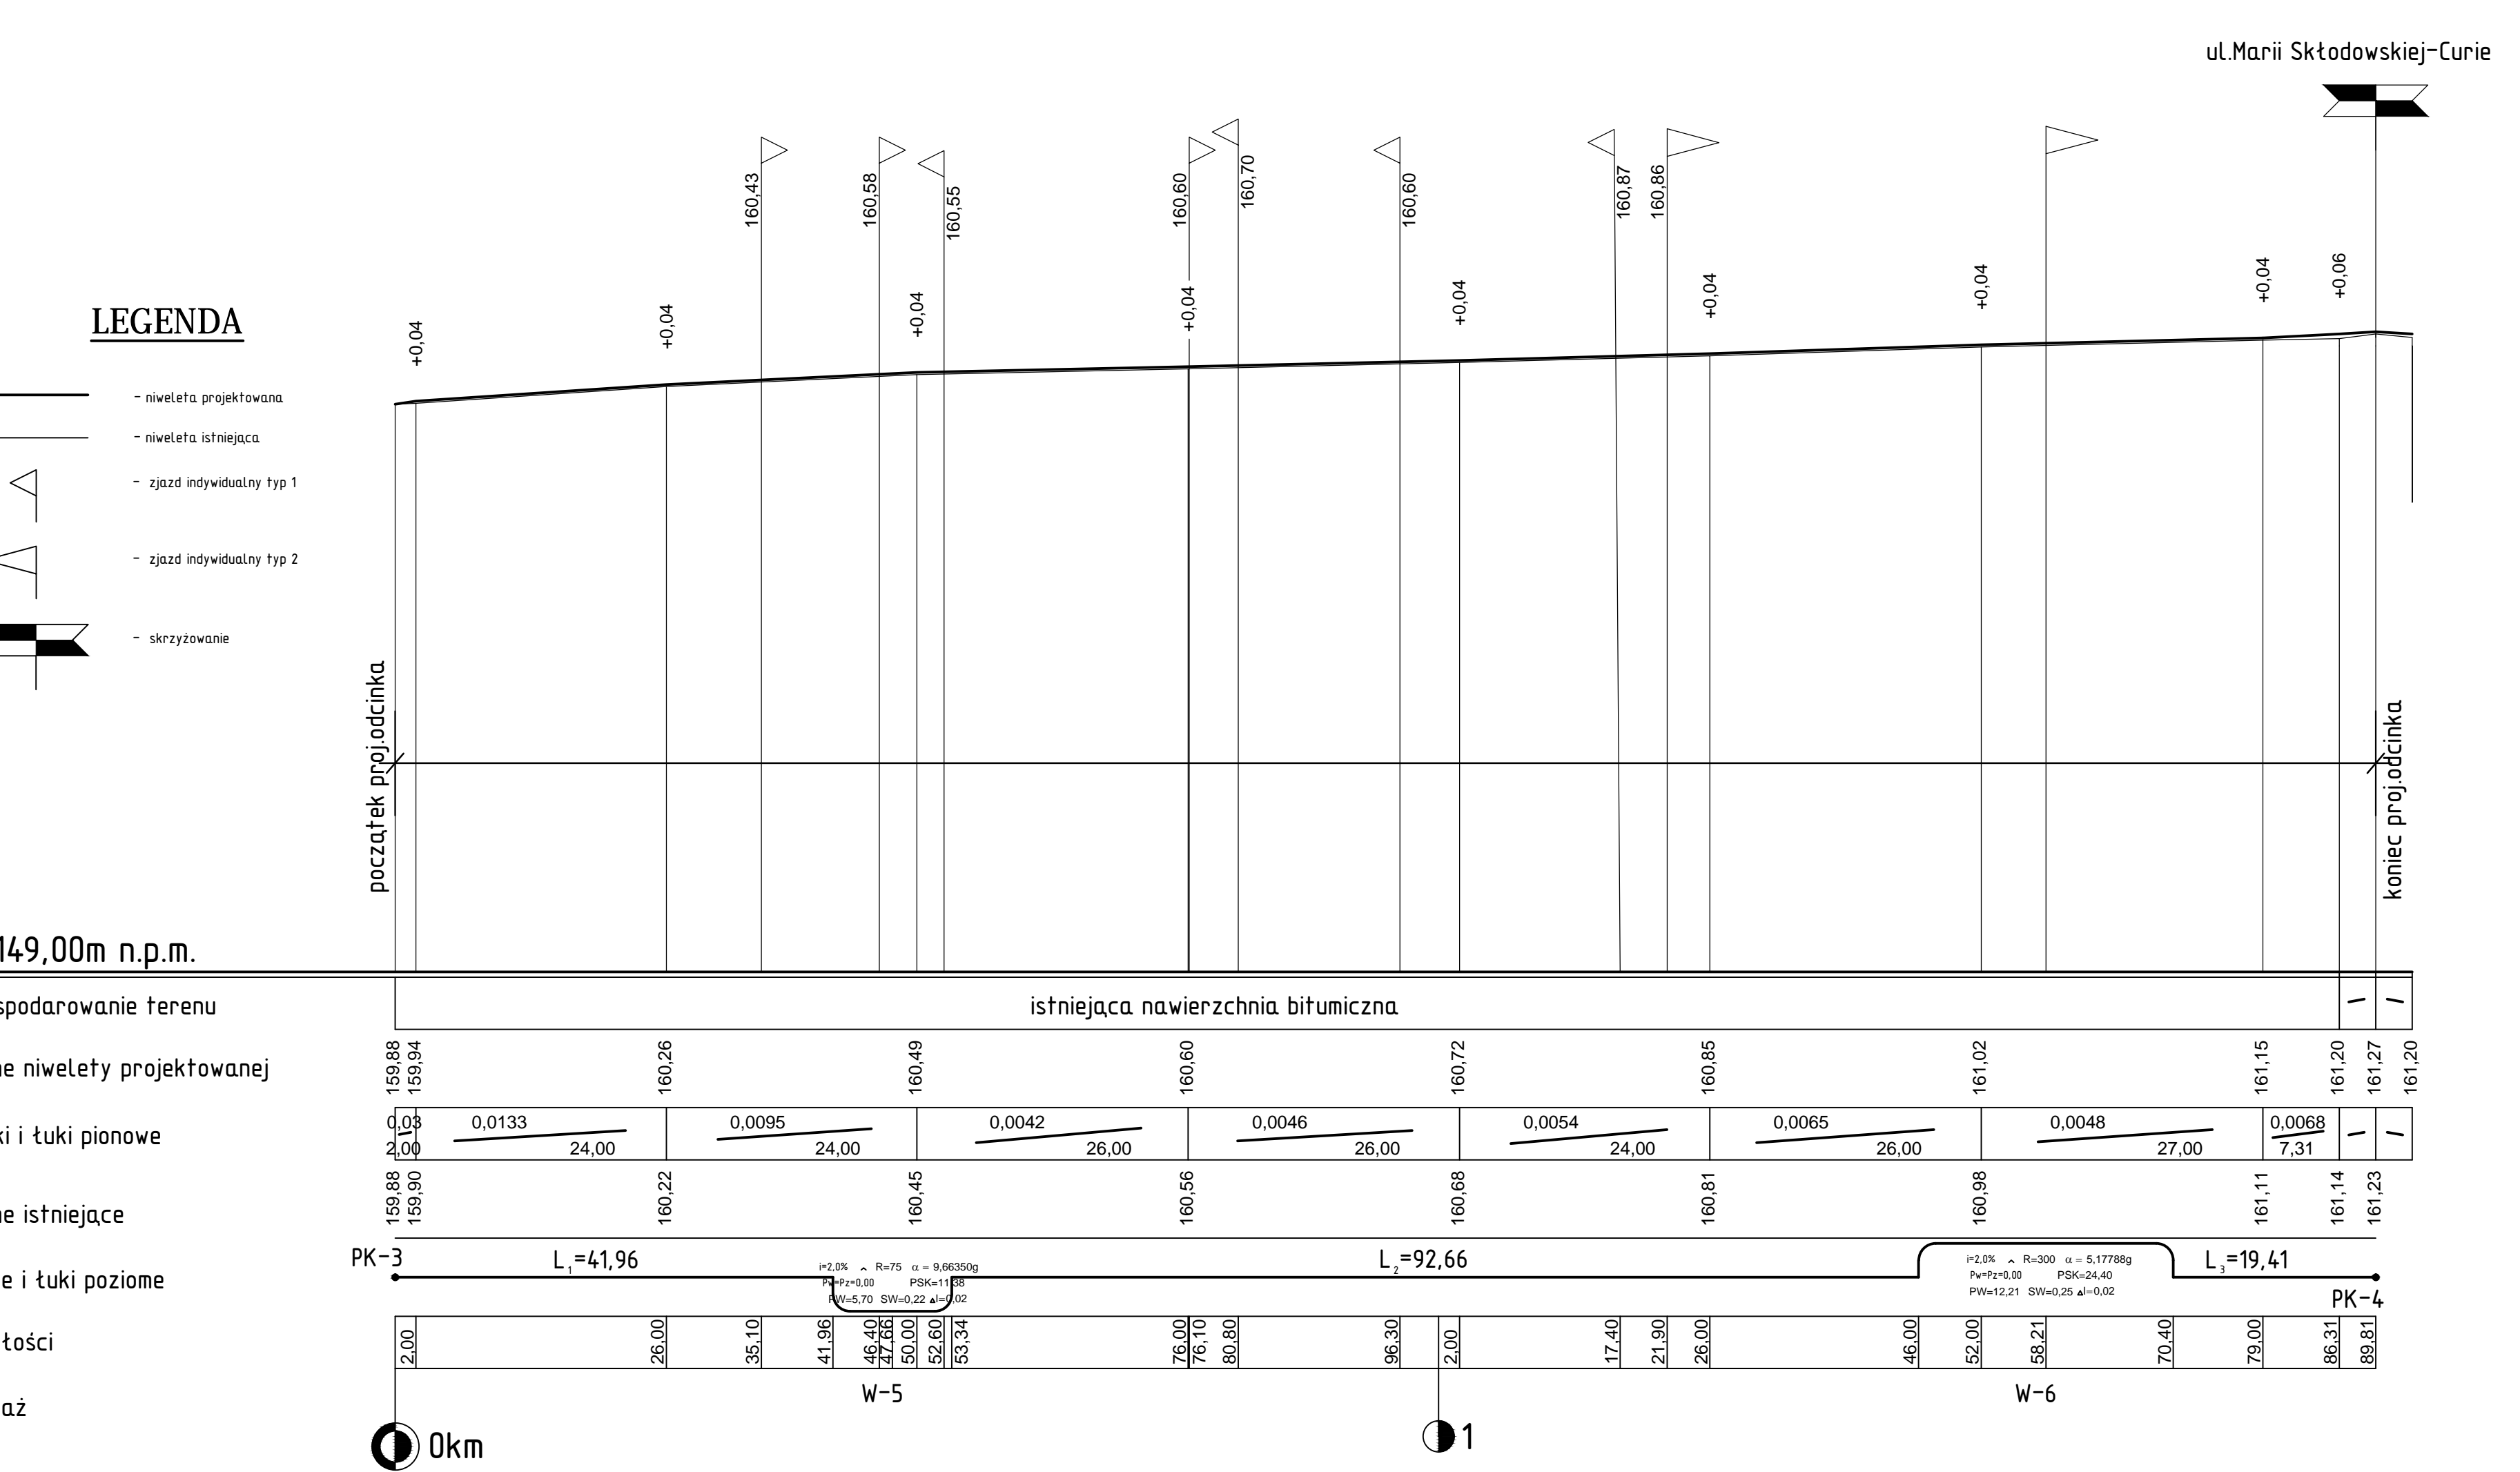 ul.Marii Skłodowskiej-Curie
160,43
160,58
160,55
160,60
160,70
160,60
160,87
160,86
+0,04
+0,04
+0,04
+0,04
+0,04
+0,04
+0,04
+0,04
+0,06
LEGENDA
- niweleta projektowana
- niweleta istniejąca
- zjazd indywidualny typ 1
- zjazd indywidualny typ 2
- skrzyżowanie
początek proj.odcinka
koniec proj.odcinka
149,00m n.p.m.
spodarowanie terenu
istniejąca nawierzchnia bitumiczna
ne niwelety projektowanej
159,88 159,94 160,26 160,49 160,60 160,72 160,85 161,02 161,15 161,20 161,27 161,20
ki i łuki pionowe
0,03 0,0133 0,0095 0,0042 0,0046 0,0054 0,0065 0,0048 0,0068
2,00 24,00 24,00 26,00 26,00 24,00 26,00 27,00 7,31
ne istniejące
159,88 159,90 160,22 160,45 160,56 160,68 160,81 160,98 161,11 161,14 161,23
PK-3
L1=41,96
L2=92,66
L3=19,41
e i łuki poziome
i=2,0% R=75 α = 9,66350g
Pw=Pz=0,00 PSK=11,38
PW=5,70 SW=0,22 Δl=0,02
i=2,0% R=300 α = 5,17788g
Pw=Pz=0,00 PSK=24,40
PW=12,21 SW=0,25 Δl=0,02
PK-4
łości
2,00 26,00 35,10 41,96 46,40 47,66 50,00 52,60 53,34 76,00 76,10 80,80 96,30 2,00 17,40 21,90 26,00 46,00 52,00 58,21 70,40 79,00 86,31 89,81
aż
W-5
W-6
0km
1